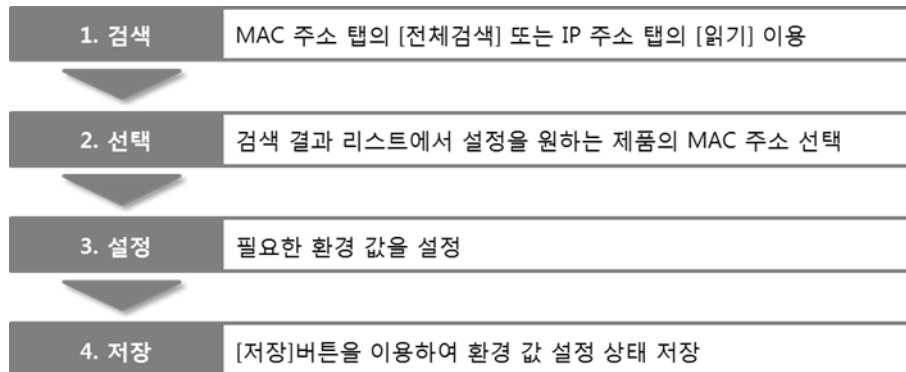 1. 검색 MAC 주소 탭의 [전체검색] 또는 IP 주소 탭의 [읽기] 이용
2. 선택 검색 결과 리스트에서 설정을 원하는 제품의 MAC 주소 선택
3. 설정 필요한 환경 값을 설정
4. 저장 [저장]버튼을 이용하여 환경 값 설정 상태 저장